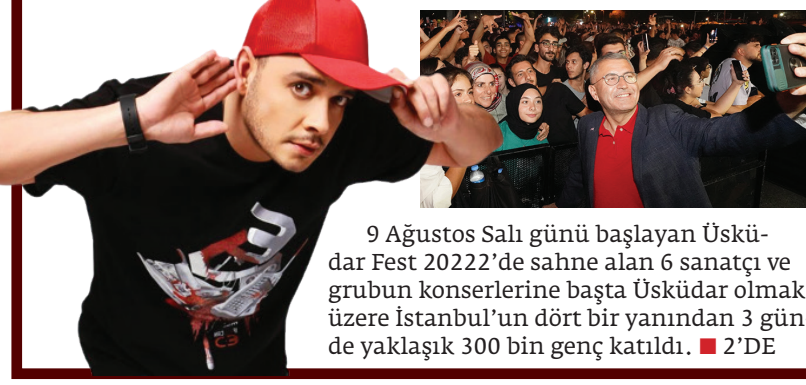 9 Ağustos Salı günü başlayan Üskü-
dar Fest 20222’de sahne alan 6 sanatçı ve
grubun konserlerine başta Üsküdar olmak
üzere İstanbul’un dört bir yanından 3 gün-
de yaklaşık 300 bin genç katıldı. ■ 2’DE